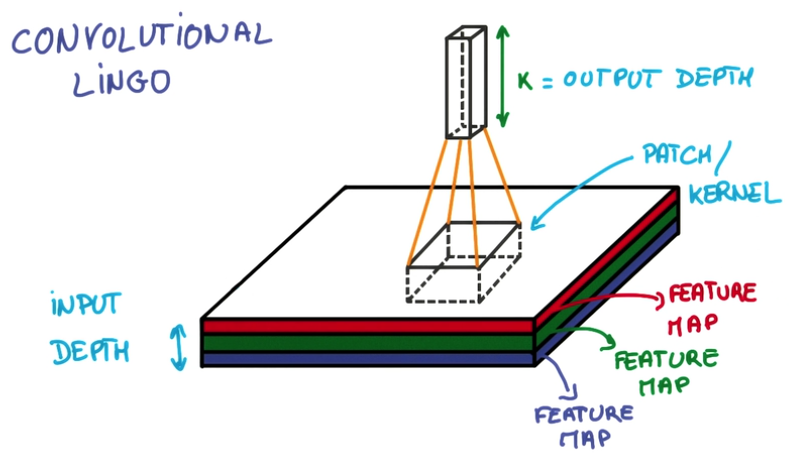 CONVOLUTIONAL
LINGO
K = OUTPUT DEPTH
PATCH/
KERNEL
INPUT
DEPTH
FEATURE
MAP
FEATURE
MAP
FEATURE
MAP